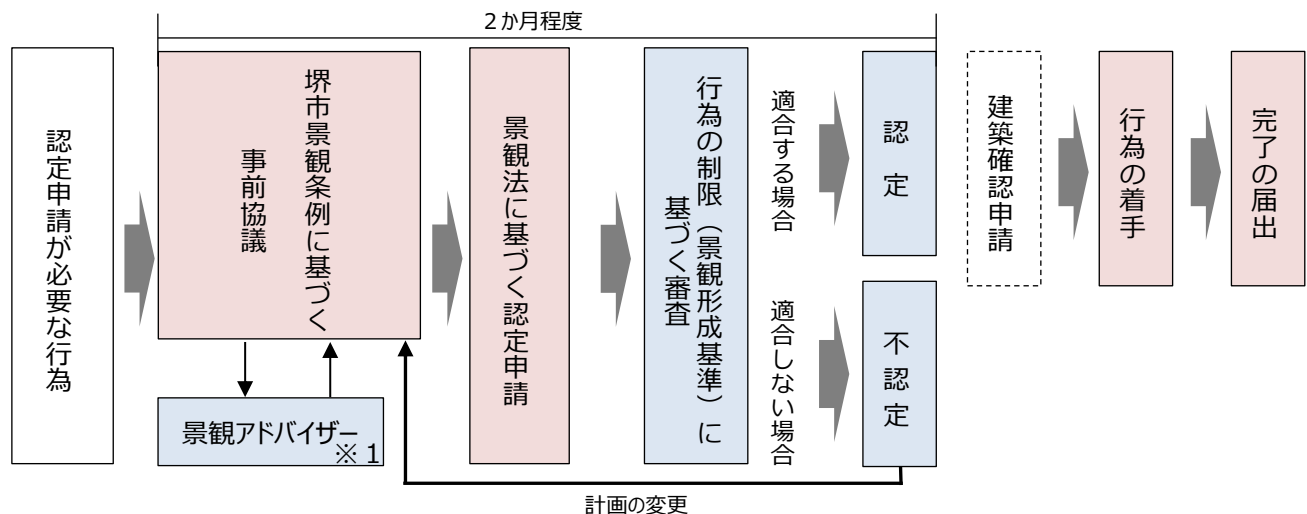 ２か月程度
認定申請が必要な行為
堺市景観条例に基づく
事前協議
景観アドバイザー
※１
景観法に基づく認定申請
行為の制限（景観形成基準）に
基づく審査
適合する場合
認定
適合しない場合
不認定
計画の変更
建築確認申請
行為の着手
完了の届出